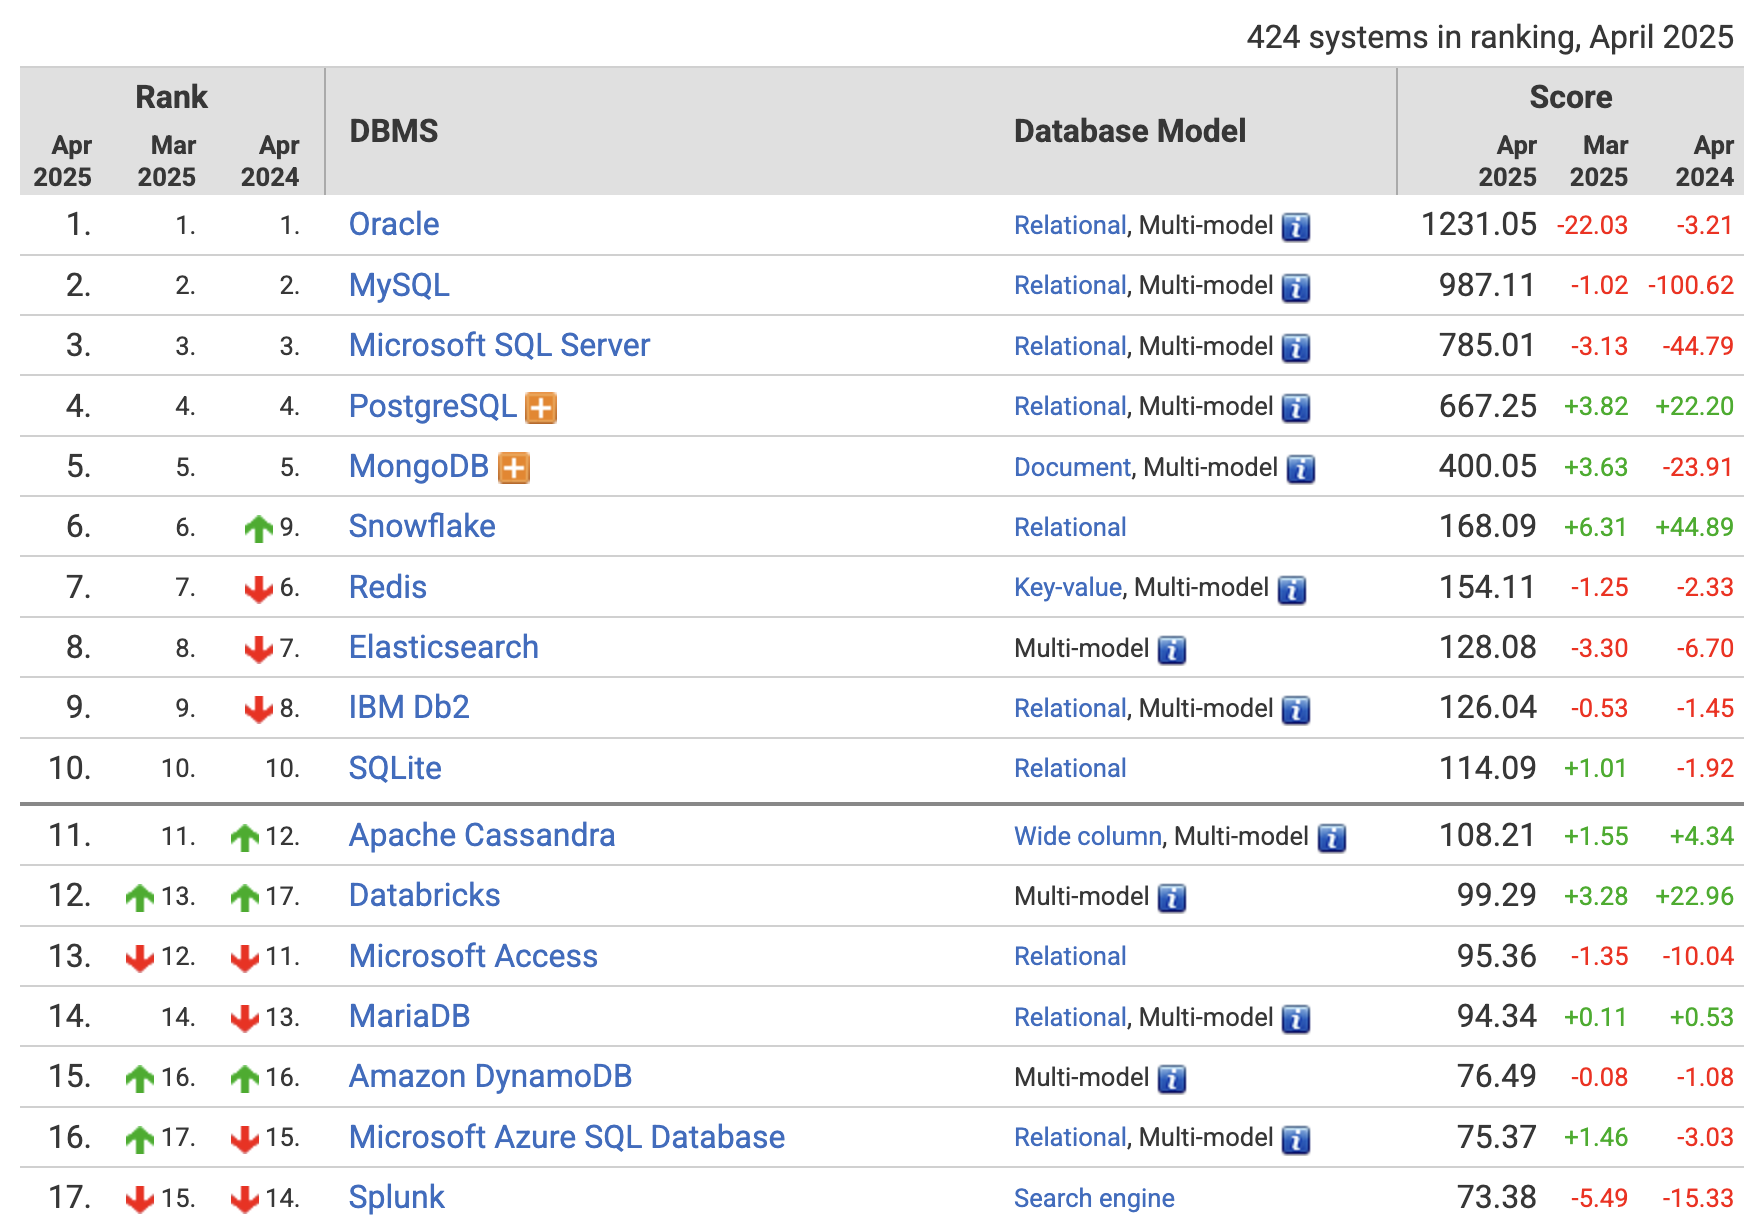 424 systems in ranking, April 2025
Rank DBMS Database Model Score
Apr 2025 Mar 2025 Apr 2024 Apr 2025 Mar 2025 Apr 2024
1. 1. 1. Oracle Relational, Multi-model i 1231.05 -22.03 -3.21
2. 2. 2. MySQL Relational, Multi-model i 987.11 -1.02 -100.62
3. 3. 3. Microsoft SQL Server Relational, Multi-model i 785.01 -3.13 -44.79
4. 4. 4. PostgreSQL Relational, Multi-model i 667.25 +3.82 +22.20
5. 5. 5. MongoDB Document, Multi-model i 400.05 +3.63 -23.91
6. 6. 9. Snowflake Relational 168.09 +6.31 +44.89
7. 7. 6. Redis Key-value, Multi-model i 154.11 -1.25 -2.33
8. 8. 7. Elasticsearch Multi-model i 128.08 -3.30 -6.70
9. 9. 8. IBM Db2 Relational, Multi-model i 126.04 -0.53 -1.45
10. 10. 10. SQLite Relational 114.09 +1.01 -1.92
11. 11. 12. Apache Cassandra Wide column, Multi-model i 108.21 +1.55 +4.34
12. 13. 17. Databricks Multi-model i 99.29 +3.28 +22.96
13. 12. 11. Microsoft Access Relational 95.36 -1.35 -10.04
14. 14. 13. MariaDB Relational, Multi-model i 94.34 +0.11 +0.53
15. 16. 16. Amazon DynamoDB Multi-model i 76.49 -0.08 -1.08
16. 17. 15. Microsoft Azure SQL Database Relational, Multi-model i 75.37 +1.46 -3.03
17. 15. 14. Splunk Search engine 73.38 -5.49 -15.33